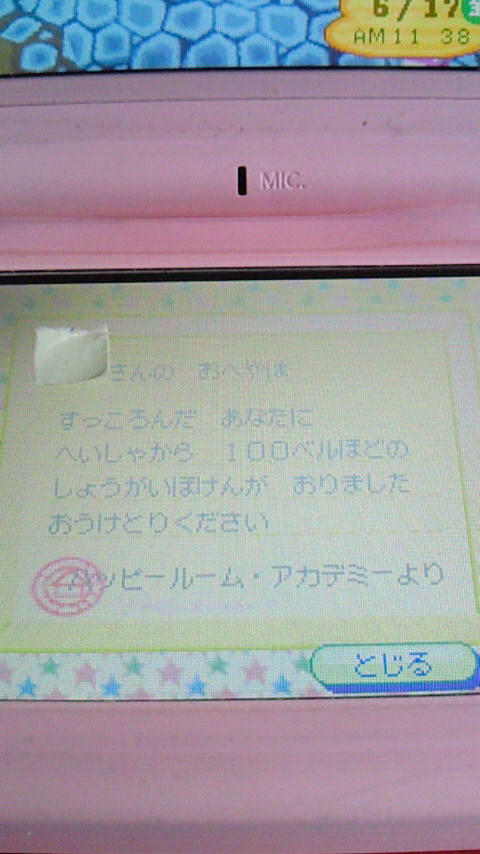 6/17
AM11 38
MIC.
さんの おへやは
すっころんだ あなたに
へいしゃから 100ベルほどの
しょうがいほけんが おりました
おうけとりください
ハッピールーム・アカデミーより
とじる